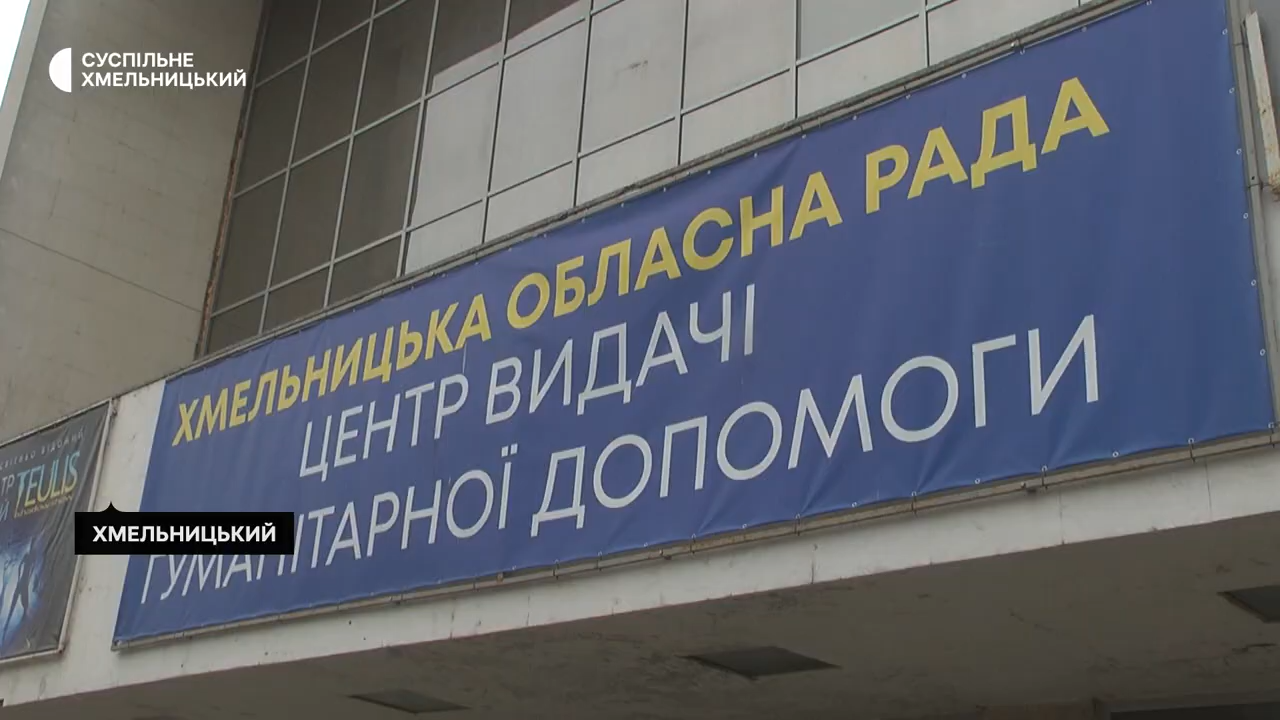 СУСПІЛЬНЕ
ХМЕЛЬНИЦЬКИЙ
ХМЕЛЬНИЦЬКА ОБЛАСНА РАДА
ЦЕНТР ВИДАЧІ
ГУМАНІТАРНОЇ ДОПОМОГИ
TEULIS
ХМЕЛЬНИЦЬКИЙ